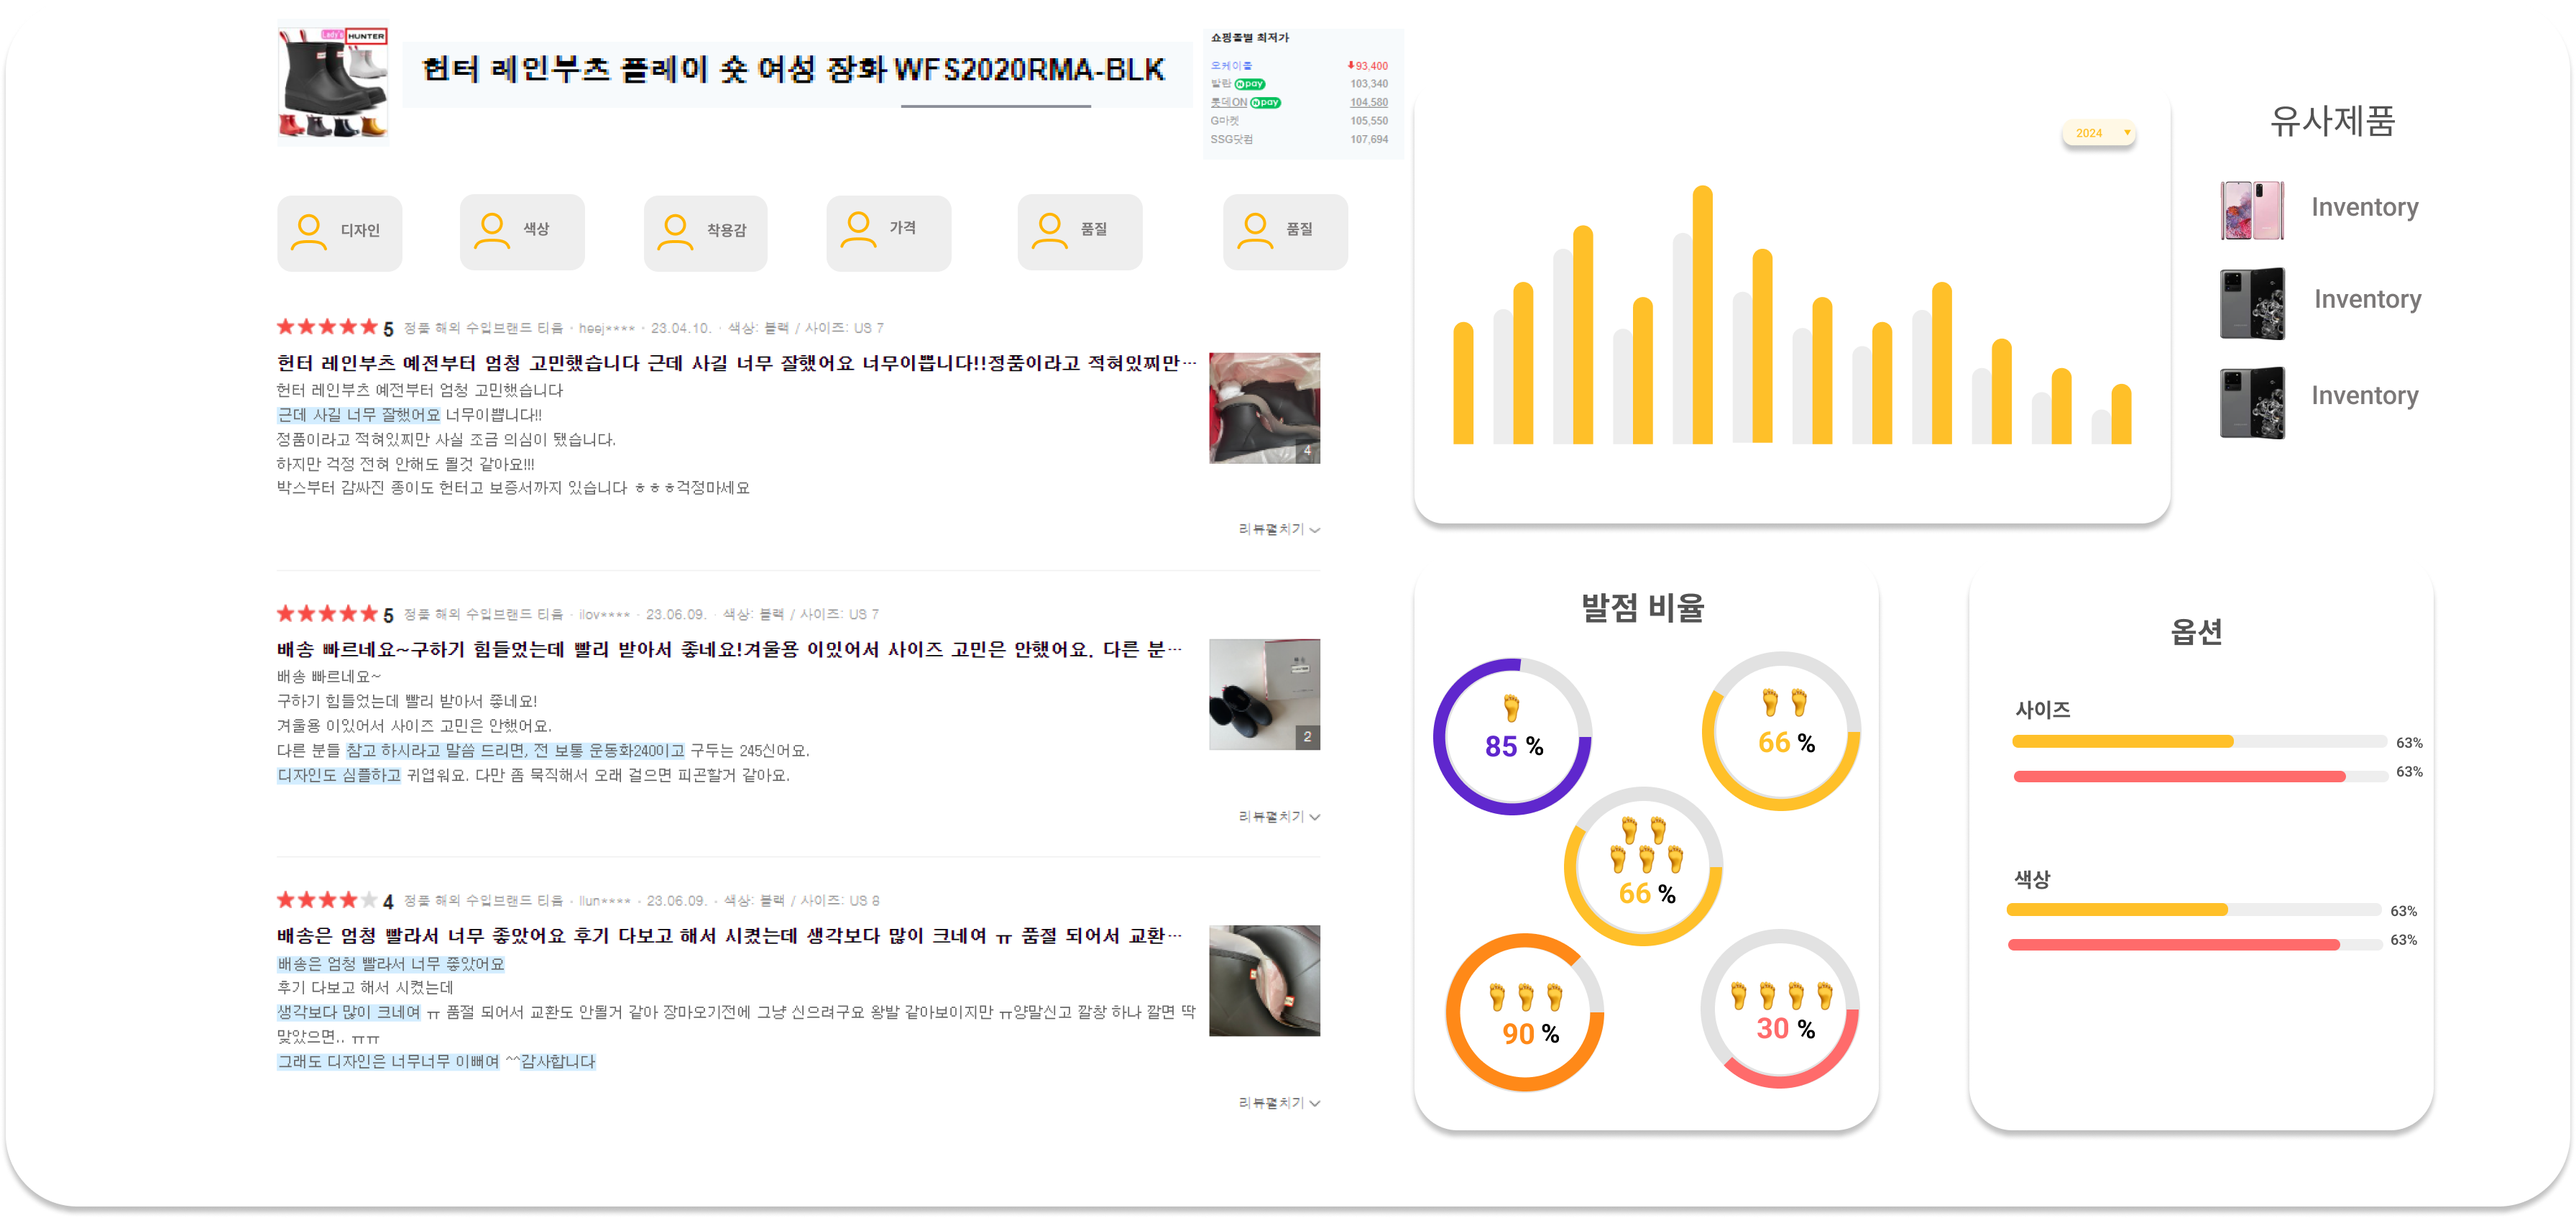 Lady's HUNTER
헌터 레인부츠 플레이 숏 여성 장화 WFS2020RMA-BLK
쇼핑몰별 최저가
오케이몰 93,400
발란 N pay 103,340
롯데ON N pay 104,580
G마켓 105,550
SSG닷컴 107,694
디자인
색상
착용감
가격
품질
품질
5 정품 해외 수입브랜드 티움 · heej**** · 23.04.10. · 색상: 블랙 / 사이즈: US 7
헌터 레인부츠 예전부터 엄청 고민했습니다 근데 사길 너무 잘했어요 너무이쁩니다!!정품이라고 적혀있찌만…
헌터 레인부츠 예전부터 엄청 고민했습니다
근데 사길 너무 잘했어요 너무이쁩니다!!
정품이라고 적혀있찌만 사실 조금 의심이 됐습니다.
하지만 걱정 전혀 안해도 될것 같아요!!!
박스부터 감싸진 종이도 헌터고 보증서까지 있습니다 ㅎㅎㅎ걱정마세요
4
리뷰펼치기
5 정품 해외 수입브랜드 티움 · ilov**** · 23.06.09. · 색상: 블랙 / 사이즈: US 7
배송 빠르네요~구하기 힘들었는데 빨리 받아서 좋네요!겨울용 이있어서 사이즈 고민은 안했어요. 다른 분…
배송 빠르네요~
구하기 힘들었는데 빨리 받아서 좋네요!
겨울용 이있어서 사이즈 고민은 안했어요.
다른 분들 참고 하시라고 말씀 드리면, 전 보통 운동화240이고 구두는 245신어요.
디자인도 심플하고 귀엽워요. 다만 좀 묵직해서 오래 걸으면 피곤할거 같아요.
2
리뷰펼치기
4 정품 해외 수입브랜드 티움 · llun**** · 23.06.09. · 색상: 블랙 / 사이즈: US 8
배송은 엄청 빨라서 너무 좋았어요 후기 다보고 해서 시켰는데 생각보다 많이 크네여 ㅠ 품절 되어서 교환…
배송은 엄청 빨라서 너무 좋았어요
후기 다보고 해서 시켰는데
생각보다 많이 크네여 ㅠ 품절 되어서 교환도 안될거 같아 장마오기전에 그냥 신으려구요 왕발 같아보이지만 ㅠ양말신고 깔창 하나 깔면 딱
맞았으면.. ㅠㅠ
그래도 디자인은 너무너무 이뻐여 ^^감사합니다
리뷰펼치기
2024
유사제품
Inventory
Inventory
Inventory
발점 비율
85 %
66 %
66 %
90 %
30 %
옵션
사이즈
63%
63%
색상
63%
63%